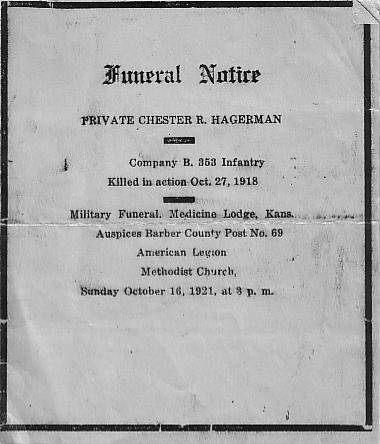 Funeral Notice
PRIVATE CHESTER R. HAGERMAN
Company B. 353 Infantry
Killed in action Oct. 27, 1918
Military Funeral. Medicine Lodge, Kans.
Auspices Barber County Post No. 69
American Legion
Methodist Church,
Sunday October 16, 1921, at 3 p. m.